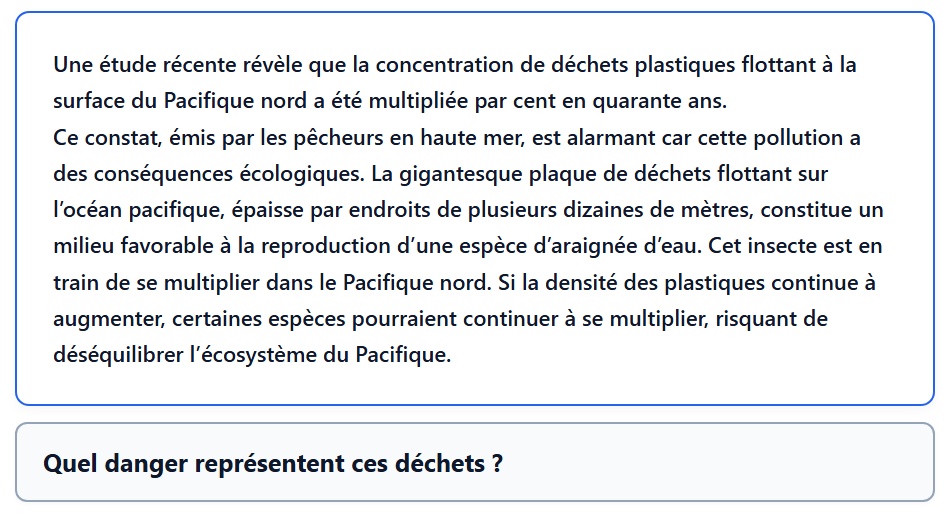 Une étude récente révèle que la concentration de déchets plastiques flottant à la
surface du Pacifique nord a été multipliée par cent en quarante ans.
Ce constat, émis par les pêcheurs en haute mer, est alarmant car cette pollution a
des conséquences écologiques. La gigantesque plaque de déchets flottant sur
l’océan pacifique, épaisse par endroits de plusieurs dizaines de mètres, constitue un
milieu favorable à la reproduction d’une espèce d’araignée d’eau. Cet insecte est en
train de se multiplier dans le Pacifique nord. Si la densité des plastiques continue à
augmenter, certaines espèces pourraient continuer à se multiplier, risquant de
déséquilibrer l’écosystème du Pacifique.
Quel danger représentent ces déchets ?